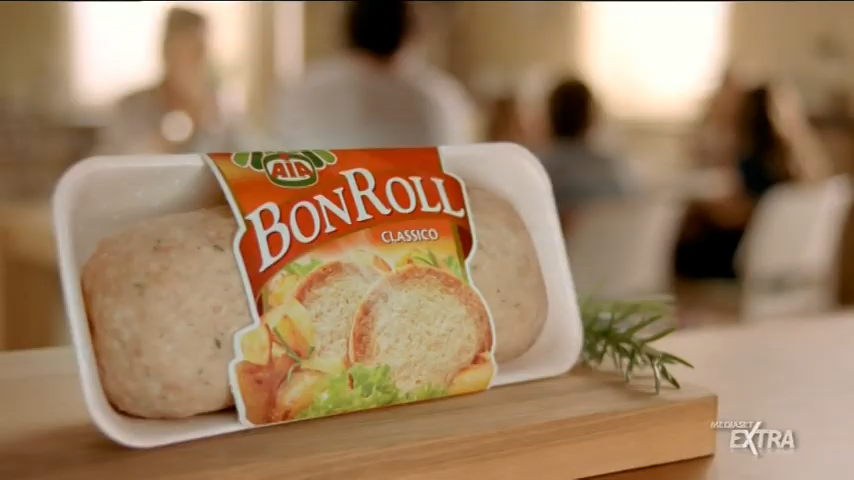 AIA
BONROLL
CLASSICO
MEDIASET
EXTRA